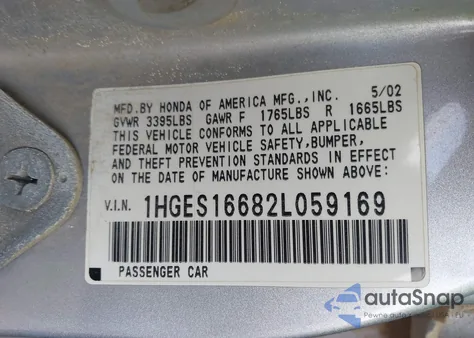 MFD.BY HONDA OF AMERICA MFG.,INC. 5/02
GVWR 3395LBS GAWR F 1765LBS R 1665LBS
THIS VEHICLE CONFORMS TO ALL APPLICABLE
FEDERAL MOTOR VEHICLE SAFETY,BUMPER,
AND THEFT PREVENTION STANDARDS IN EFFECT
ON THE DATE OF MANUFACTURE SHOWN ABOVE:
V.I.N. 1HGES16682L059169
PASSENGER CAR
autoSnap